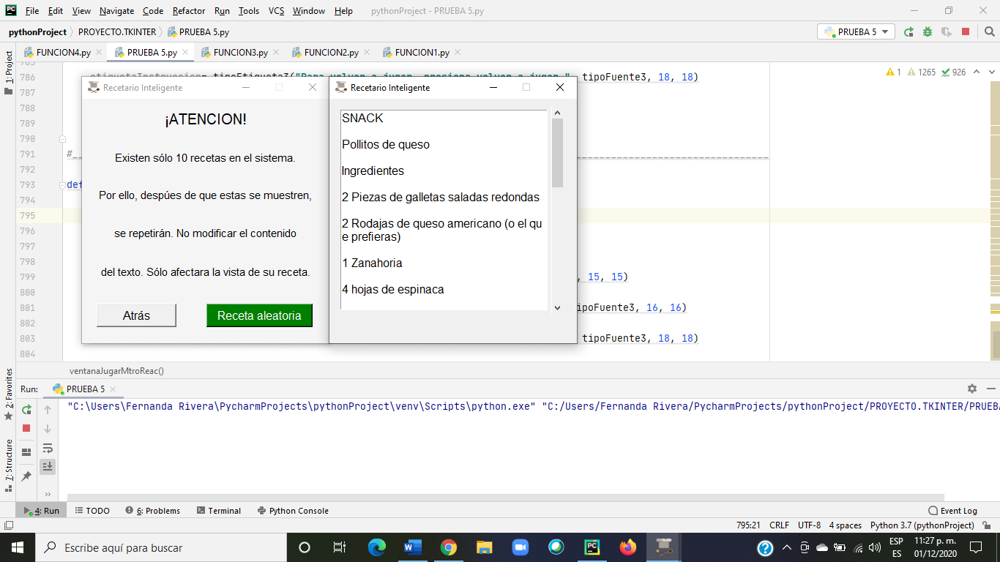 File Edit View Navigate Code Refactor Run Tools VCS Window Help pythonProject - PRUEBA 5.py
pythonProject PROYECTO.TKINTER PRUEBA 5.py
PRUEBA 5
FUNCION4.py PRUEBA 5.py FUNCION3.py FUNCION2.py FUNCION1.py
1: Project
785
786 etiquetaInstruccion= tipoEtiqueta3("Para volver a jugar, presiona volver a jugar.", tipoFuente3, 18, 18)
1 1265 926
787
788
789
790
791 #
792
793 def
794
795
796
797
798
799 , 15, 15)
800
801 ipoFuente3, 16, 16)
802
803 tipoFuente3, 18, 18)
804
Recetario Inteligente
¡ATENCION!
Existen sólo 10 recetas en el sistema.
Por ello, despúes de que estas se muestren,
se repetirán. No modificar el contenido
del texto. Sólo afectara la vista de su receta.
Atrás Receta aleatoria
Recetario Inteligente
SNACK
Pollitos de queso
Ingredientes
2 Piezas de galletas saladas redondas
2 Rodajas de queso americano (o el qu
e prefieras)
1 Zanahoria
4 hojas de espinaca
ventanaJugarMtroReac()
2: Favorites
7: Structure
Run: PRUEBA 5
"C:\Users\Fernanda Rivera\PycharmProjects\pythonProject\venv\Scripts\python.exe" "C:/Users/Fernanda Rivera/PycharmProjects/pythonProject/PROYECTO.TKINTER/PRUEBA
4: Run TODO 6: Problems Terminal Python Console Event Log
795:21 CRLF UTF-8 4 spaces Python 3.7 (pythonProject)
Escribe aquí para buscar
ESP
ES
11:27 p. m.
01/12/2020